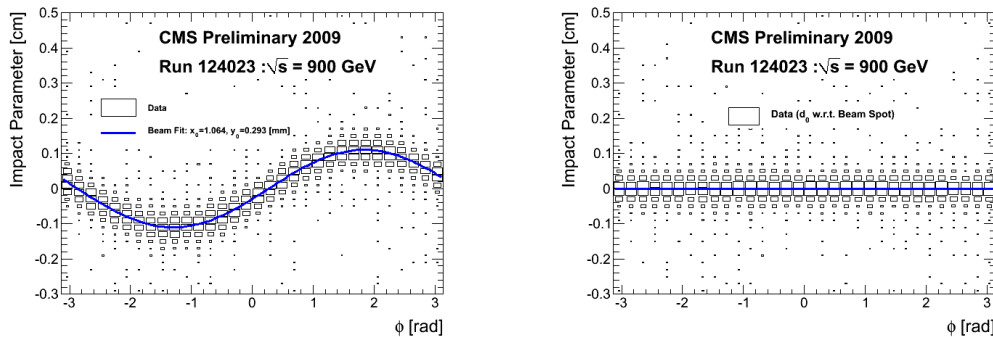 Impact Parameter [cm]
0.5
0.4
0.3
0.2
0.1
0
-0.1
-0.2
-0.3
CMS Preliminary 2009
Run 124023 :√s = 900 GeV
Data
Beam Fit: x₀=1.064, y₀=0.293 [mm]
-3 -2 -1 0 1 2 3
ϕ [rad]
Impact Parameter [cm]
0.5
0.4
0.3
0.2
0.1
0
-0.1
-0.2
-0.3
CMS Preliminary 2009
Run 124023 :√s = 900 GeV
Data (d₀ w.r.t. Beam Spot)
-3 -2 -1 0 1 2 3
ϕ [rad]